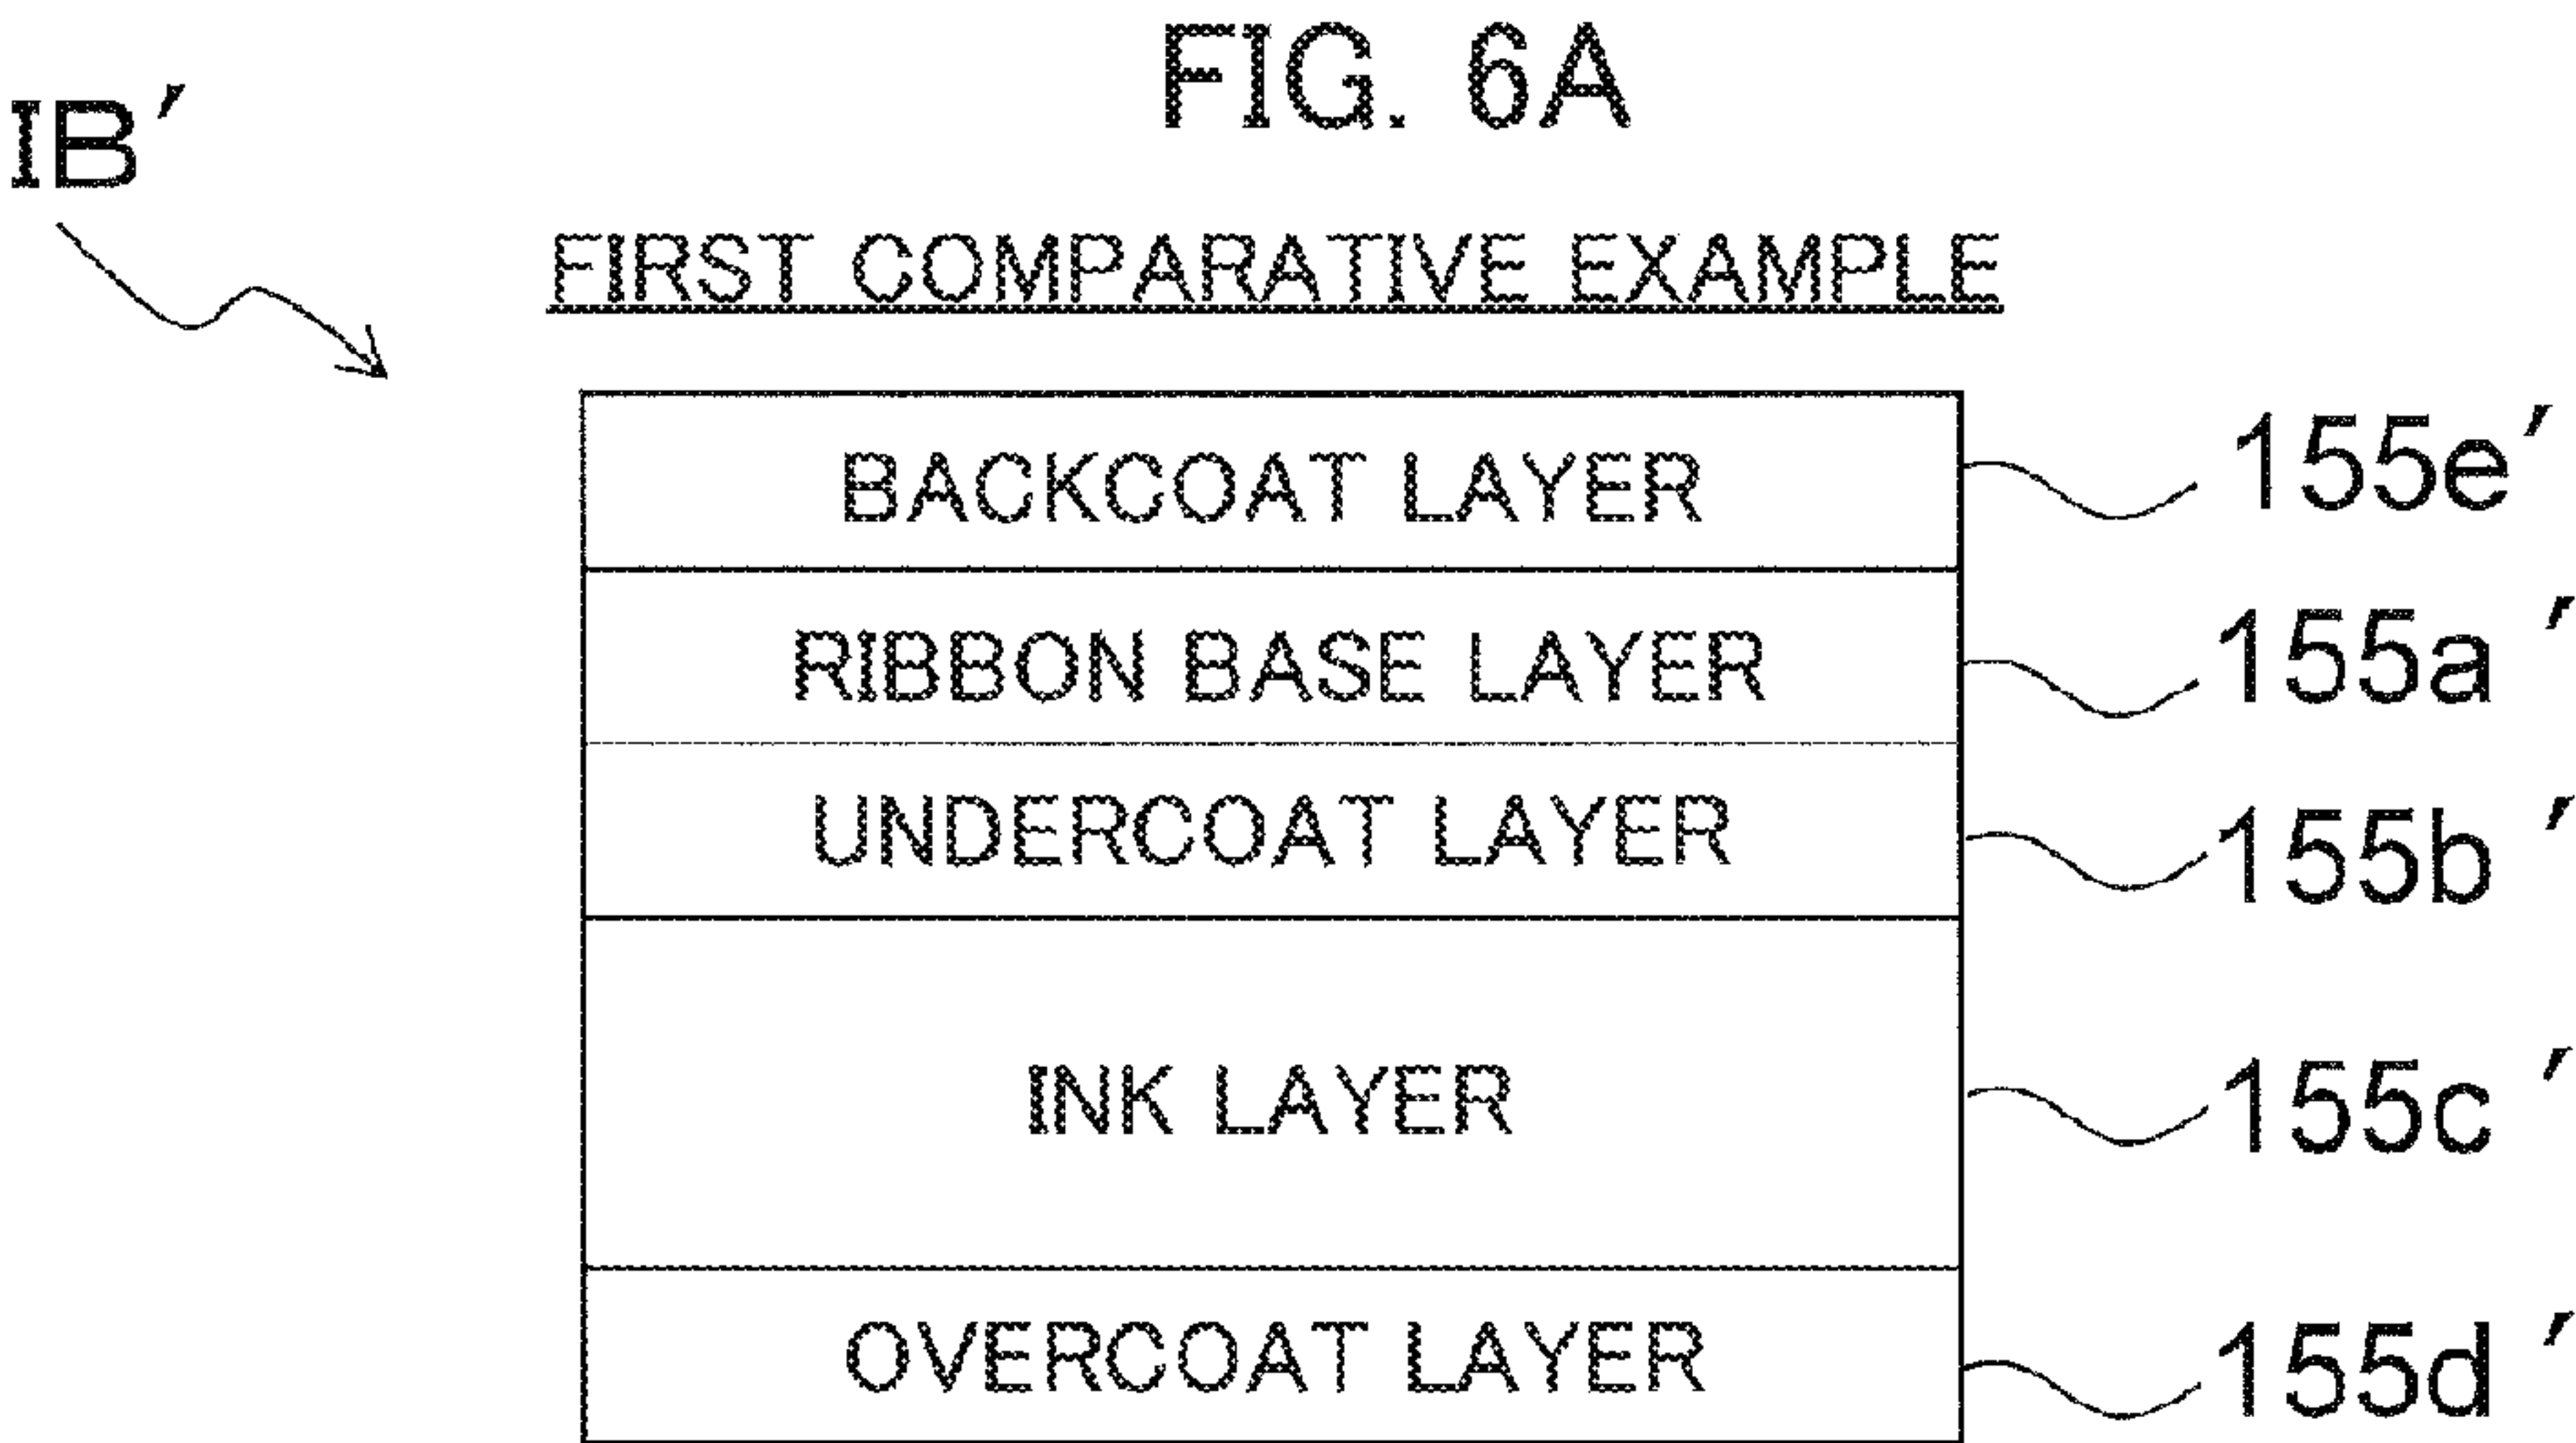 FIG. 6A
IB′
FIRST COMPARATIVE EXAMPLE
BACKCOAT LAYER 155e′
RIBBON BASE LAYER 155a′
UNDERCOAT LAYER 155b′
INK LAYER 155c′
OVERCOAT LAYER 155d′